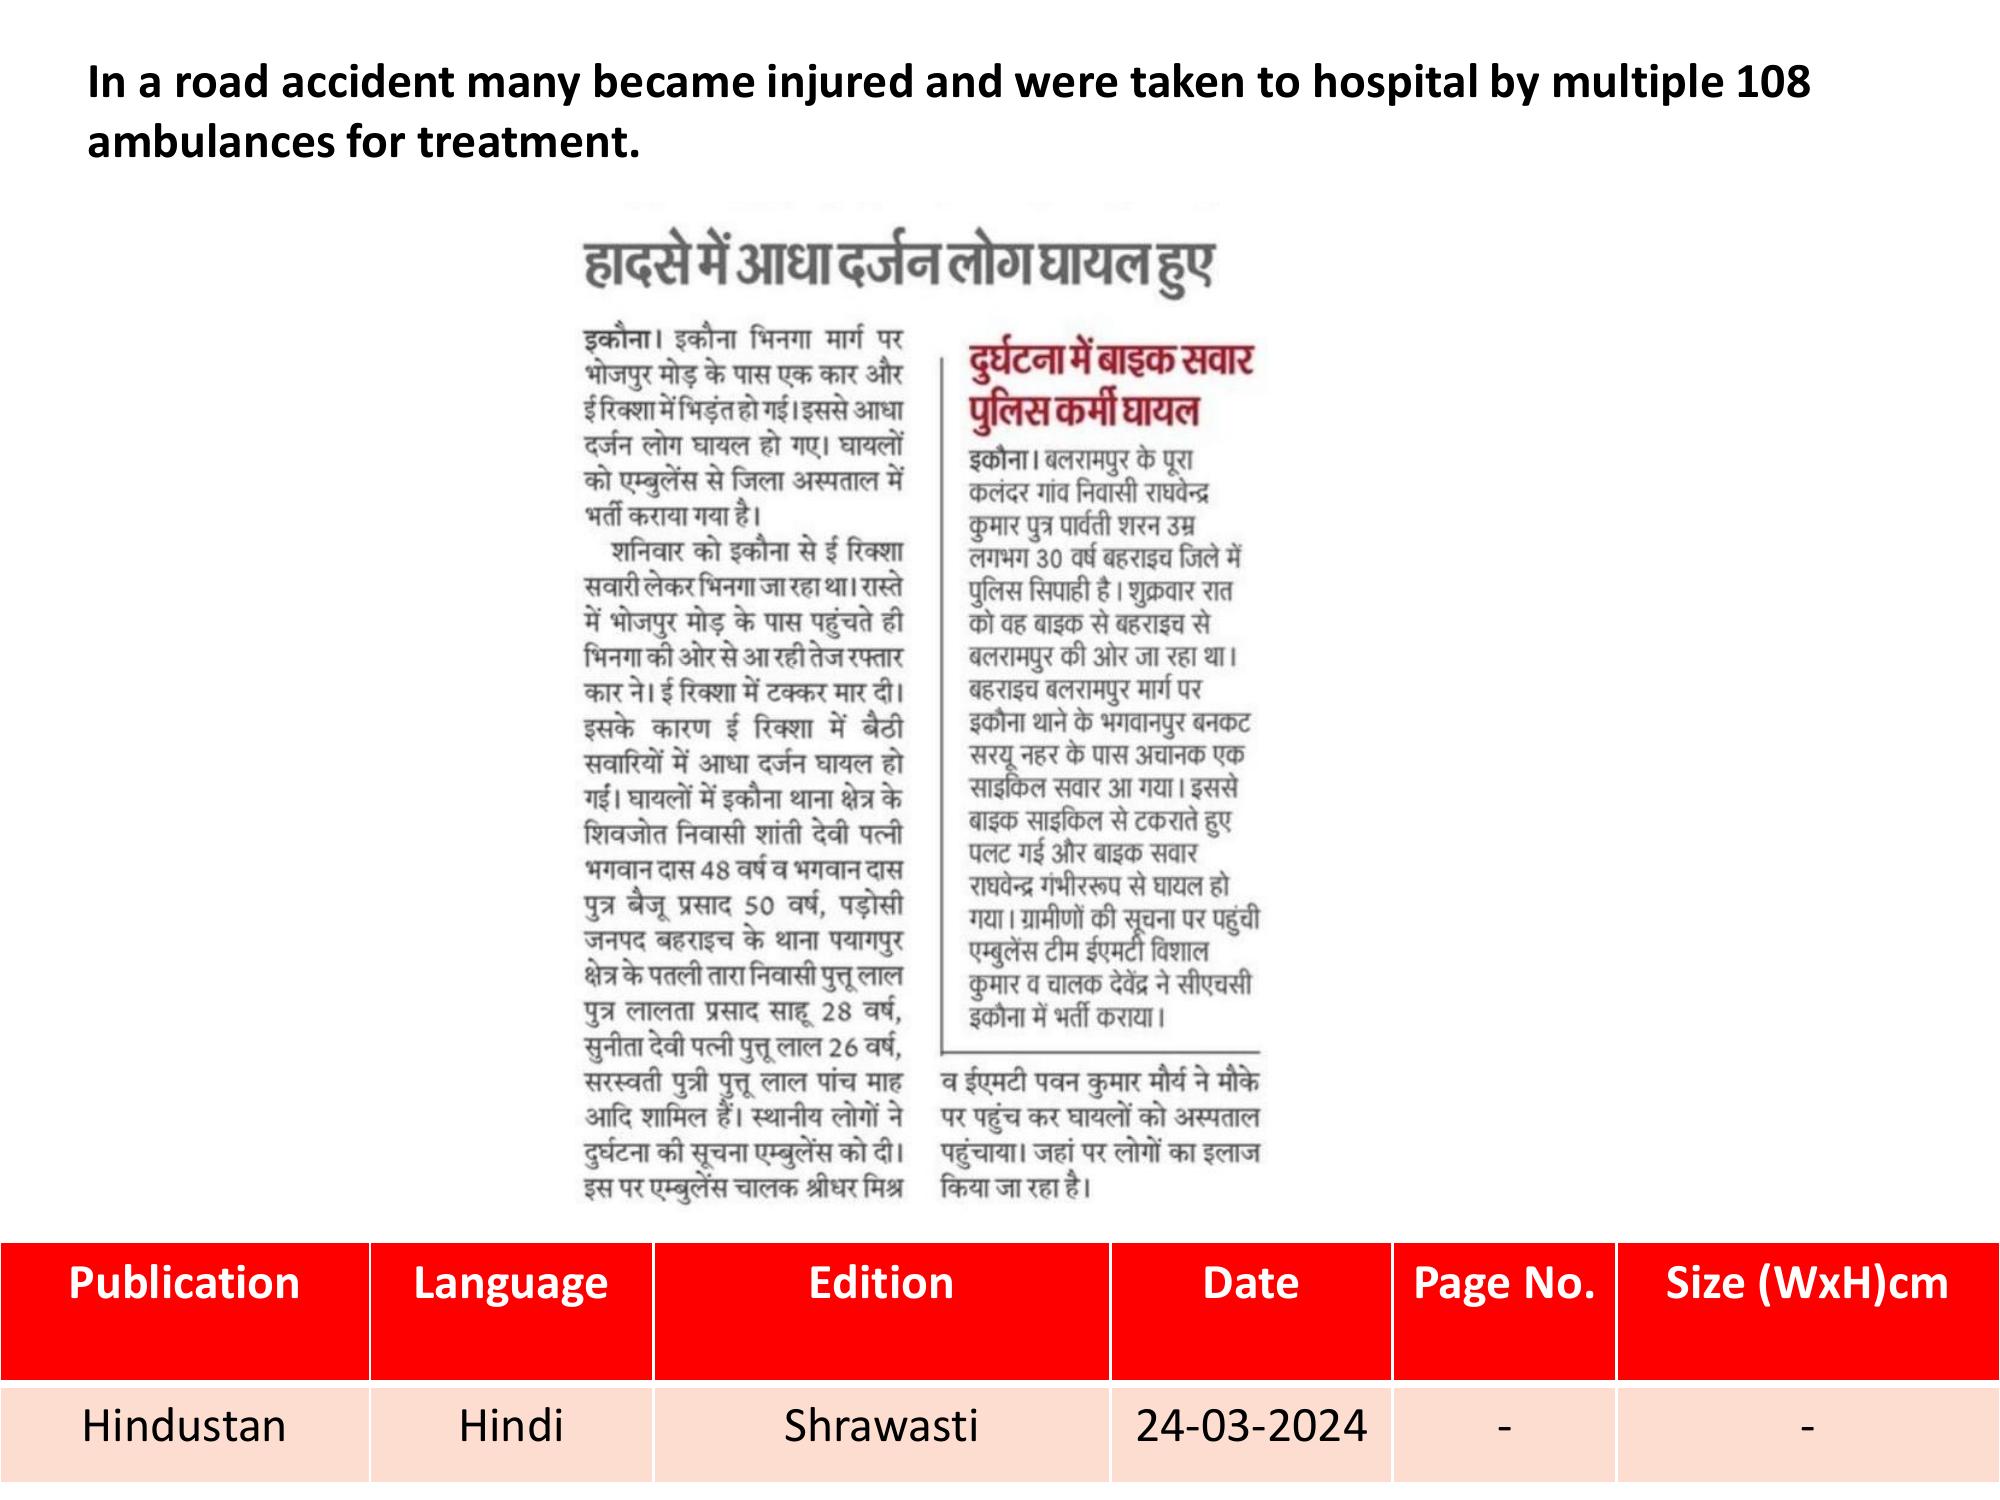 In a road accident many became injured and were taken to hospital by multiple 108
ambulances for treatment.
हादसे में आधा दर्जन लोग घायल हुए
इकौना। इकौना भिनगा मार्ग पर
भोजपुर मोड़ के पास एक कार और
ई रिक्शा में भिड़ंत हो गई। इससे आधा
दर्जन लोग घायल हो गए। घायलों
को एम्बुलेंस से जिला अस्पताल में
भर्ती कराया गया है।
शनिवार को इकौना से ई रिक्शा
सवारी लेकर भिनगा जा रहा था। रास्ते
में भोजपुर मोड़ के पास पहुंचते ही
भिनगा की ओर से आ रही तेज रफ्तार
कार ने। ई रिक्शा में टक्कर मार दी।
इसके कारण ई रिक्शा में बैठी
सवारियों में आधा दर्जन घायल हो
गईं। घायलों में इकौना थाना क्षेत्र के
शिवजोत निवासी शांती देवी पत्नी
भगवान दास 48 वर्ष व भगवान दास
पुत्र बैजू प्रसाद 50 वर्ष, पड़ोसी
जनपद बहराइच के थाना पयागपुर
क्षेत्र के पतली तारा निवासी पुत्तू लाल
पुत्र लालता प्रसाद साहू 28 वर्ष,
सुनीता देवी पत्नी पुत्तू लाल 26 वर्ष,
सरस्वती पुत्री पुत्तू लाल पांच माह
आदि शामिल हैं। स्थानीय लोगों ने
दुर्घटना की सूचना एम्बुलेंस को दी।
इस पर एम्बुलेंस चालक श्रीधर मिश्र
व ईएमटी पवन कुमार मौर्य ने मौके
पर पहुंच कर घायलों को अस्पताल
पहुंचाया। जहां पर लोगों का इलाज
किया जा रहा है।
दुर्घटना में बाइक सवार
पुलिस कर्मी घायल
इकौना। बलरामपुर के पूरा
कलंदर गांव निवासी राघवेन्द्र
कुमार पुत्र पार्वती शरन उम्र
लगभग 30 वर्ष बहराइच जिले में
पुलिस सिपाही है। शुक्रवार रात
को वह बाइक से बहराइच से
बलरामपुर की ओर जा रहा था।
बहराइच बलरामपुर मार्ग पर
इकौना थाने के भगवानपुर बनकट
सरयू नहर के पास अचानक एक
साइकिल सवार आ गया। इससे
बाइक साइकिल से टकराते हुए
पलट गई और बाइक सवार
राघवेन्द्र गंभीररूप से घायल हो
गया। ग्रामीणों की सूचना पर पहुंची
एम्बुलेंस टीम ईएमटी विशाल
कुमार व चालक देवेंद्र ने सीएचसी
इकौना में भर्ती कराया।
Publication Language Edition Date Page No. Size (WxH)cm
Hindustan Hindi Shrawasti 24-03-2024 - -